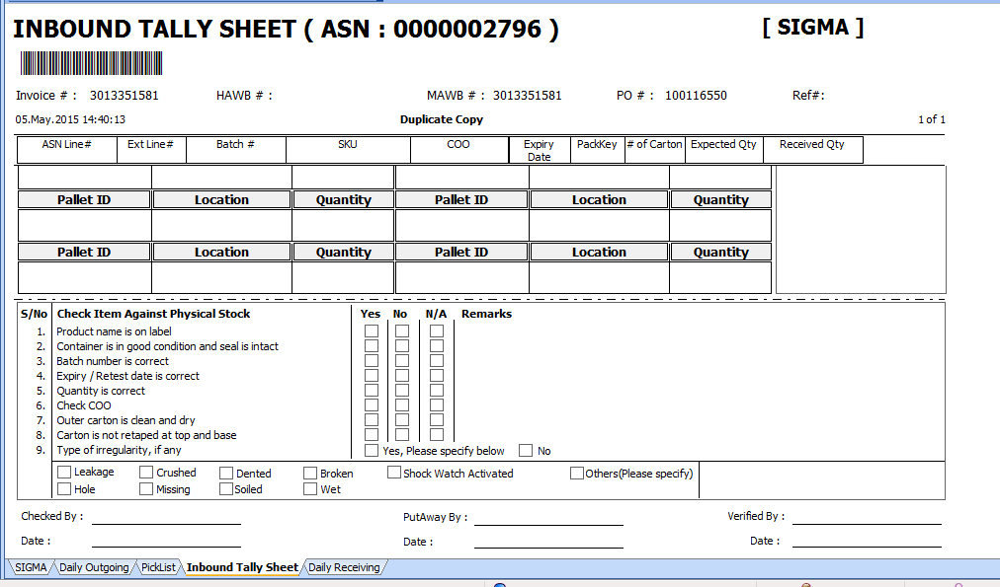 INBOUND TALLY SHEET ( ASN : 0000002796 ) [ SIGMA ]
Invoice # : 3013351581 HAWB # : MAWB # : 3013351581 PO # : 100116550 Ref#:
05.May.2015 14:40:13 Duplicate Copy 1 of 1
ASN Line# Ext Line# Batch # SKU COO Expiry Date PackKey # of Carton Expected Qty Received Qty
Pallet ID Location Quantity Pallet ID Location Quantity
Pallet ID Location Quantity Pallet ID Location Quantity
S/No Check Item Against Physical Stock Yes No N/A Remarks
1. Product name is on label
2. Container is in good condition and seal is intact
3. Batch number is correct
4. Expiry / Retest date is correct
5. Quantity is correct
6. Check COO
7. Outer carton is clean and dry
8. Carton is not retaped at top and base
9. Type of irregularity, if any Yes, Please specify below No
Leakage Crushed Dented Broken Shock Watch Activated Others(Please specify)
Hole Missing Soiled Wet
Checked By : PutAway By : Verified By :
Date : Date : Date :
SIGMA Daily Outgoing PickList Inbound Tally Sheet Daily Receiving